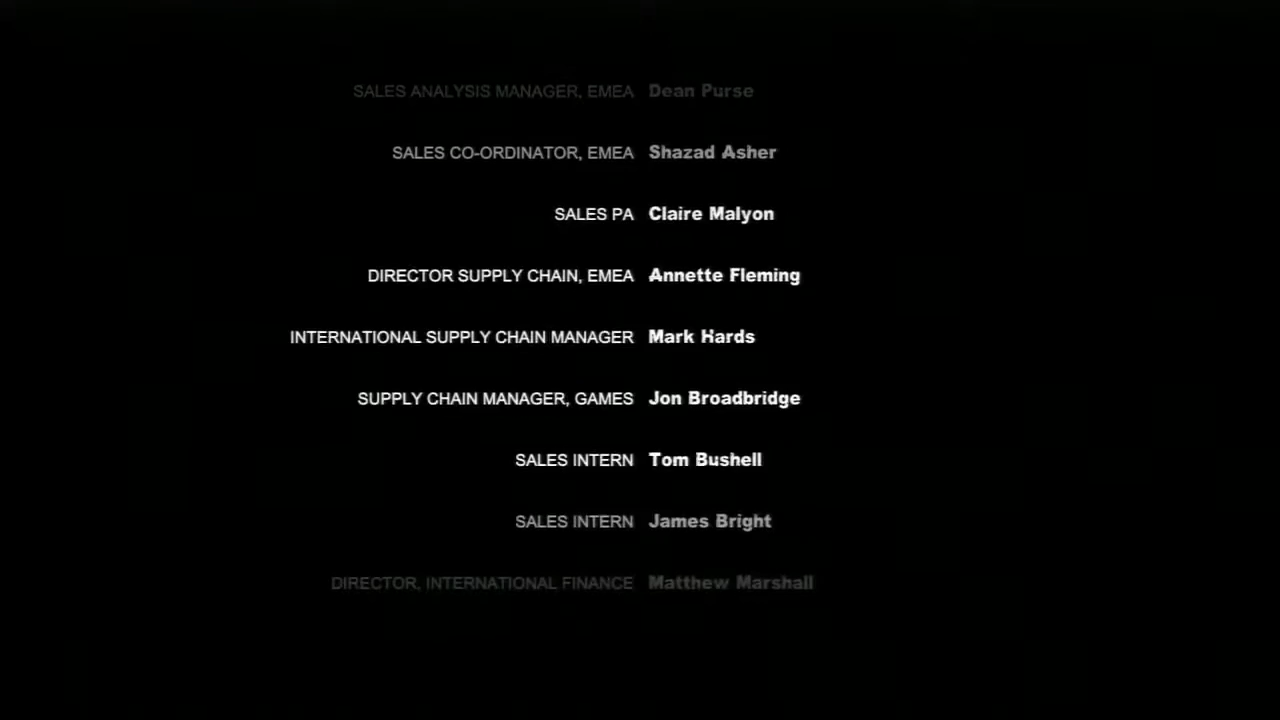 SALES ANALYSIS MANAGER, EMEA Dean Purse
SALES CO-ORDINATOR, EMEA Shazad Asher
SALES PA Claire Malyon
DIRECTOR SUPPLY CHAIN, EMEA Annette Fleming
INTERNATIONAL SUPPLY CHAIN MANAGER Mark Hards
SUPPLY CHAIN MANAGER, GAMES Jon Broadbridge
SALES INTERN Tom Bushell
SALES INTERN James Bright
DIRECTOR, INTERNATIONAL FINANCE Matthew Marshall